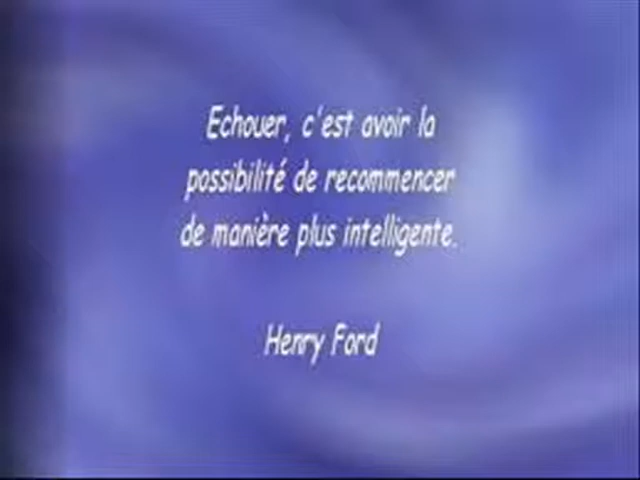 Echouer, c'est avoir la
possibilité de recommencer
de manière plus intelligente.
Henry Ford